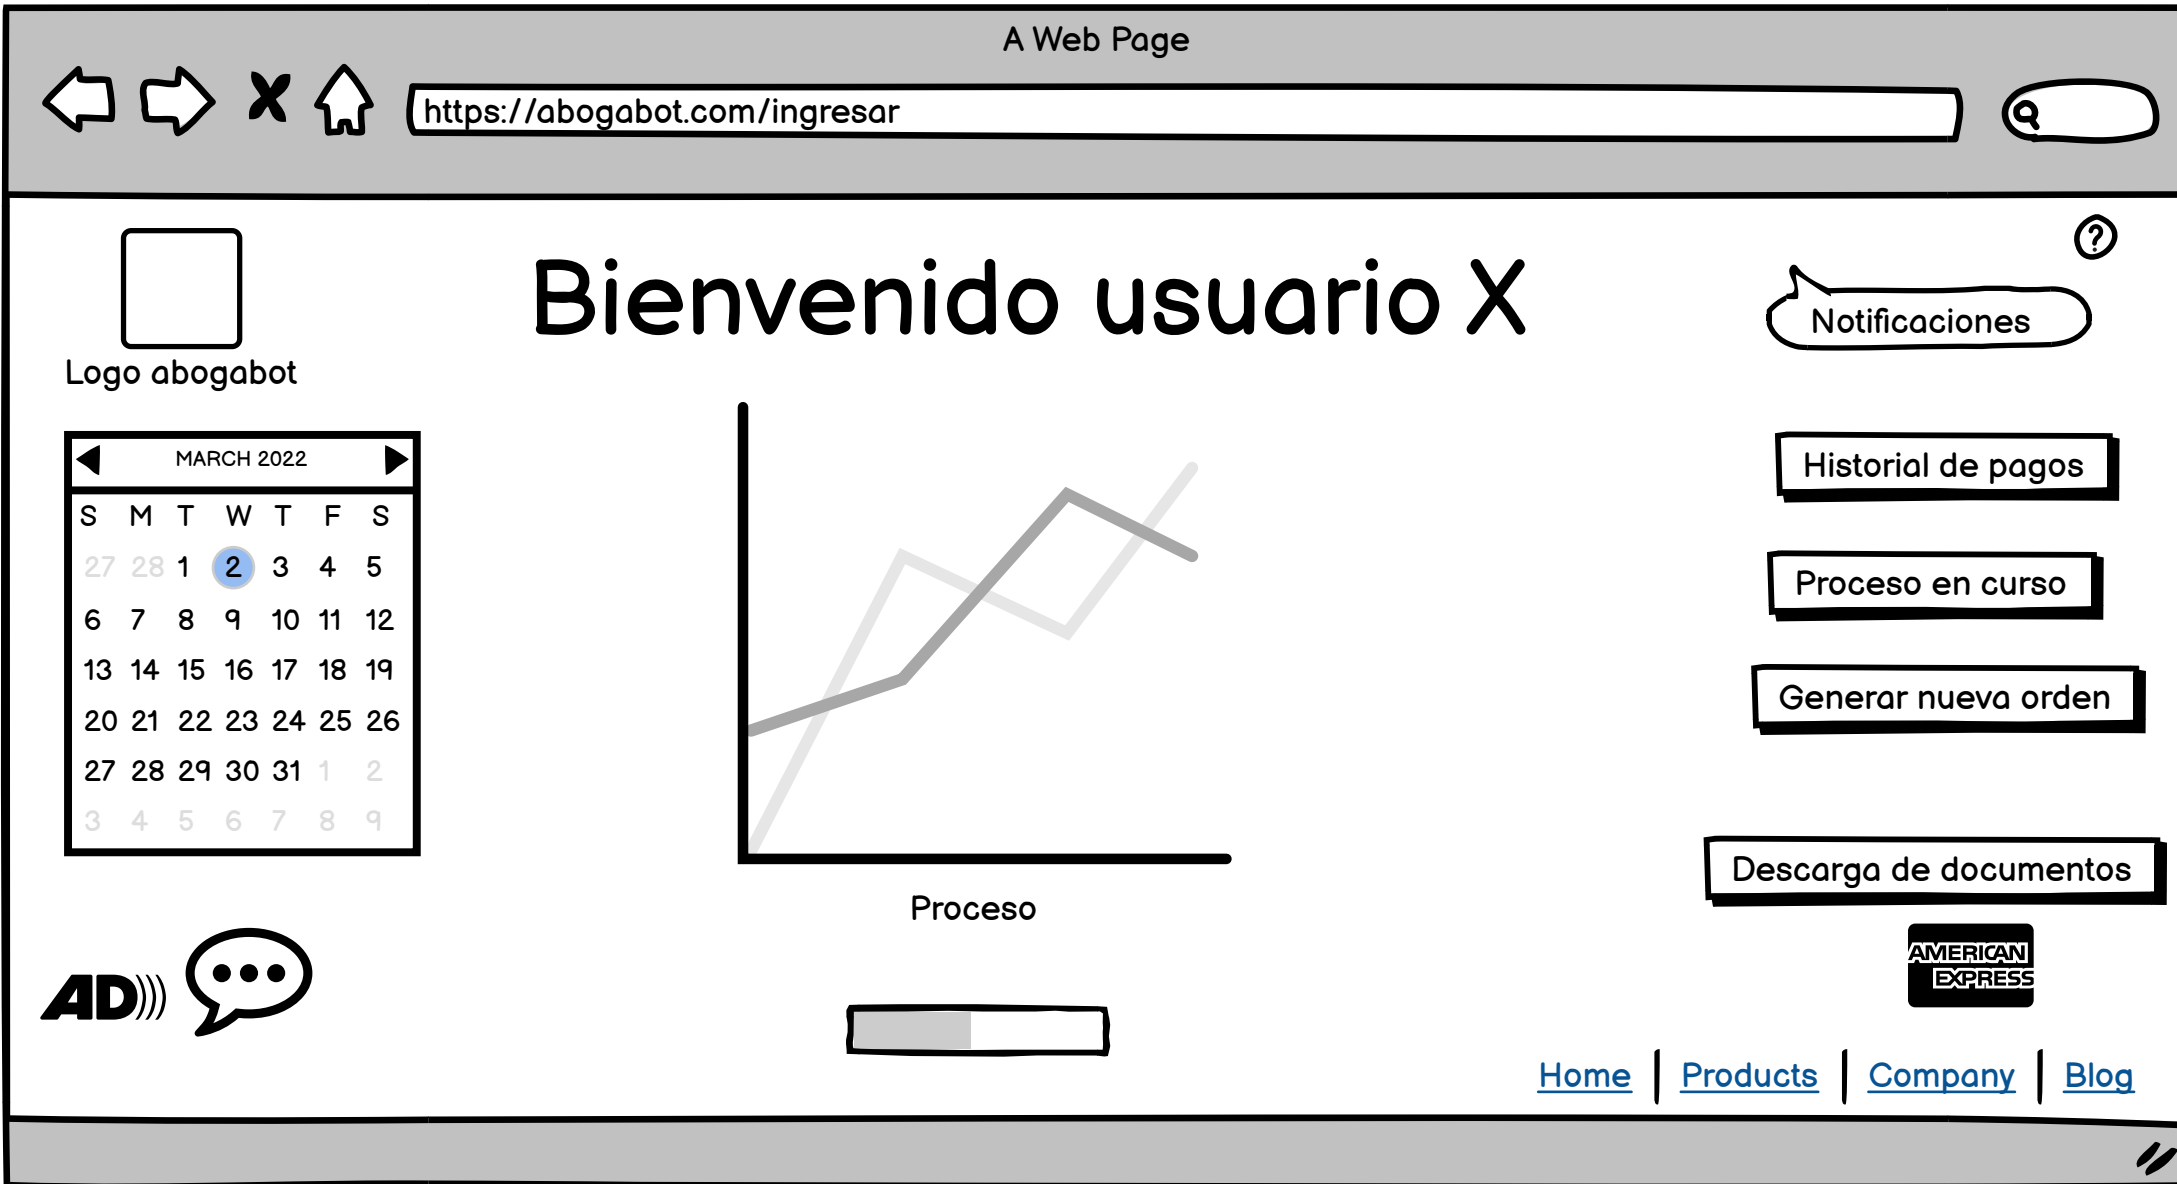 A Web Page
https://abogabot.com/ingresar
?
Bienvenido usuario X
Notificaciones
Logo abogabot
MARCH 2022
S M T W T F S
27 28 1 2 3 4 5
6 7 8 9 10 11 12
13 14 15 16 17 18 19
20 21 22 23 24 25 26
27 28 29 30 31 1 2
3 4 5 6 7 8 9
Historial de pagos
Proceso en curso
Generar nueva orden
Descarga de documentos
Proceso
AD
AMERICAN
EXPRESS
Home Products Company Blog